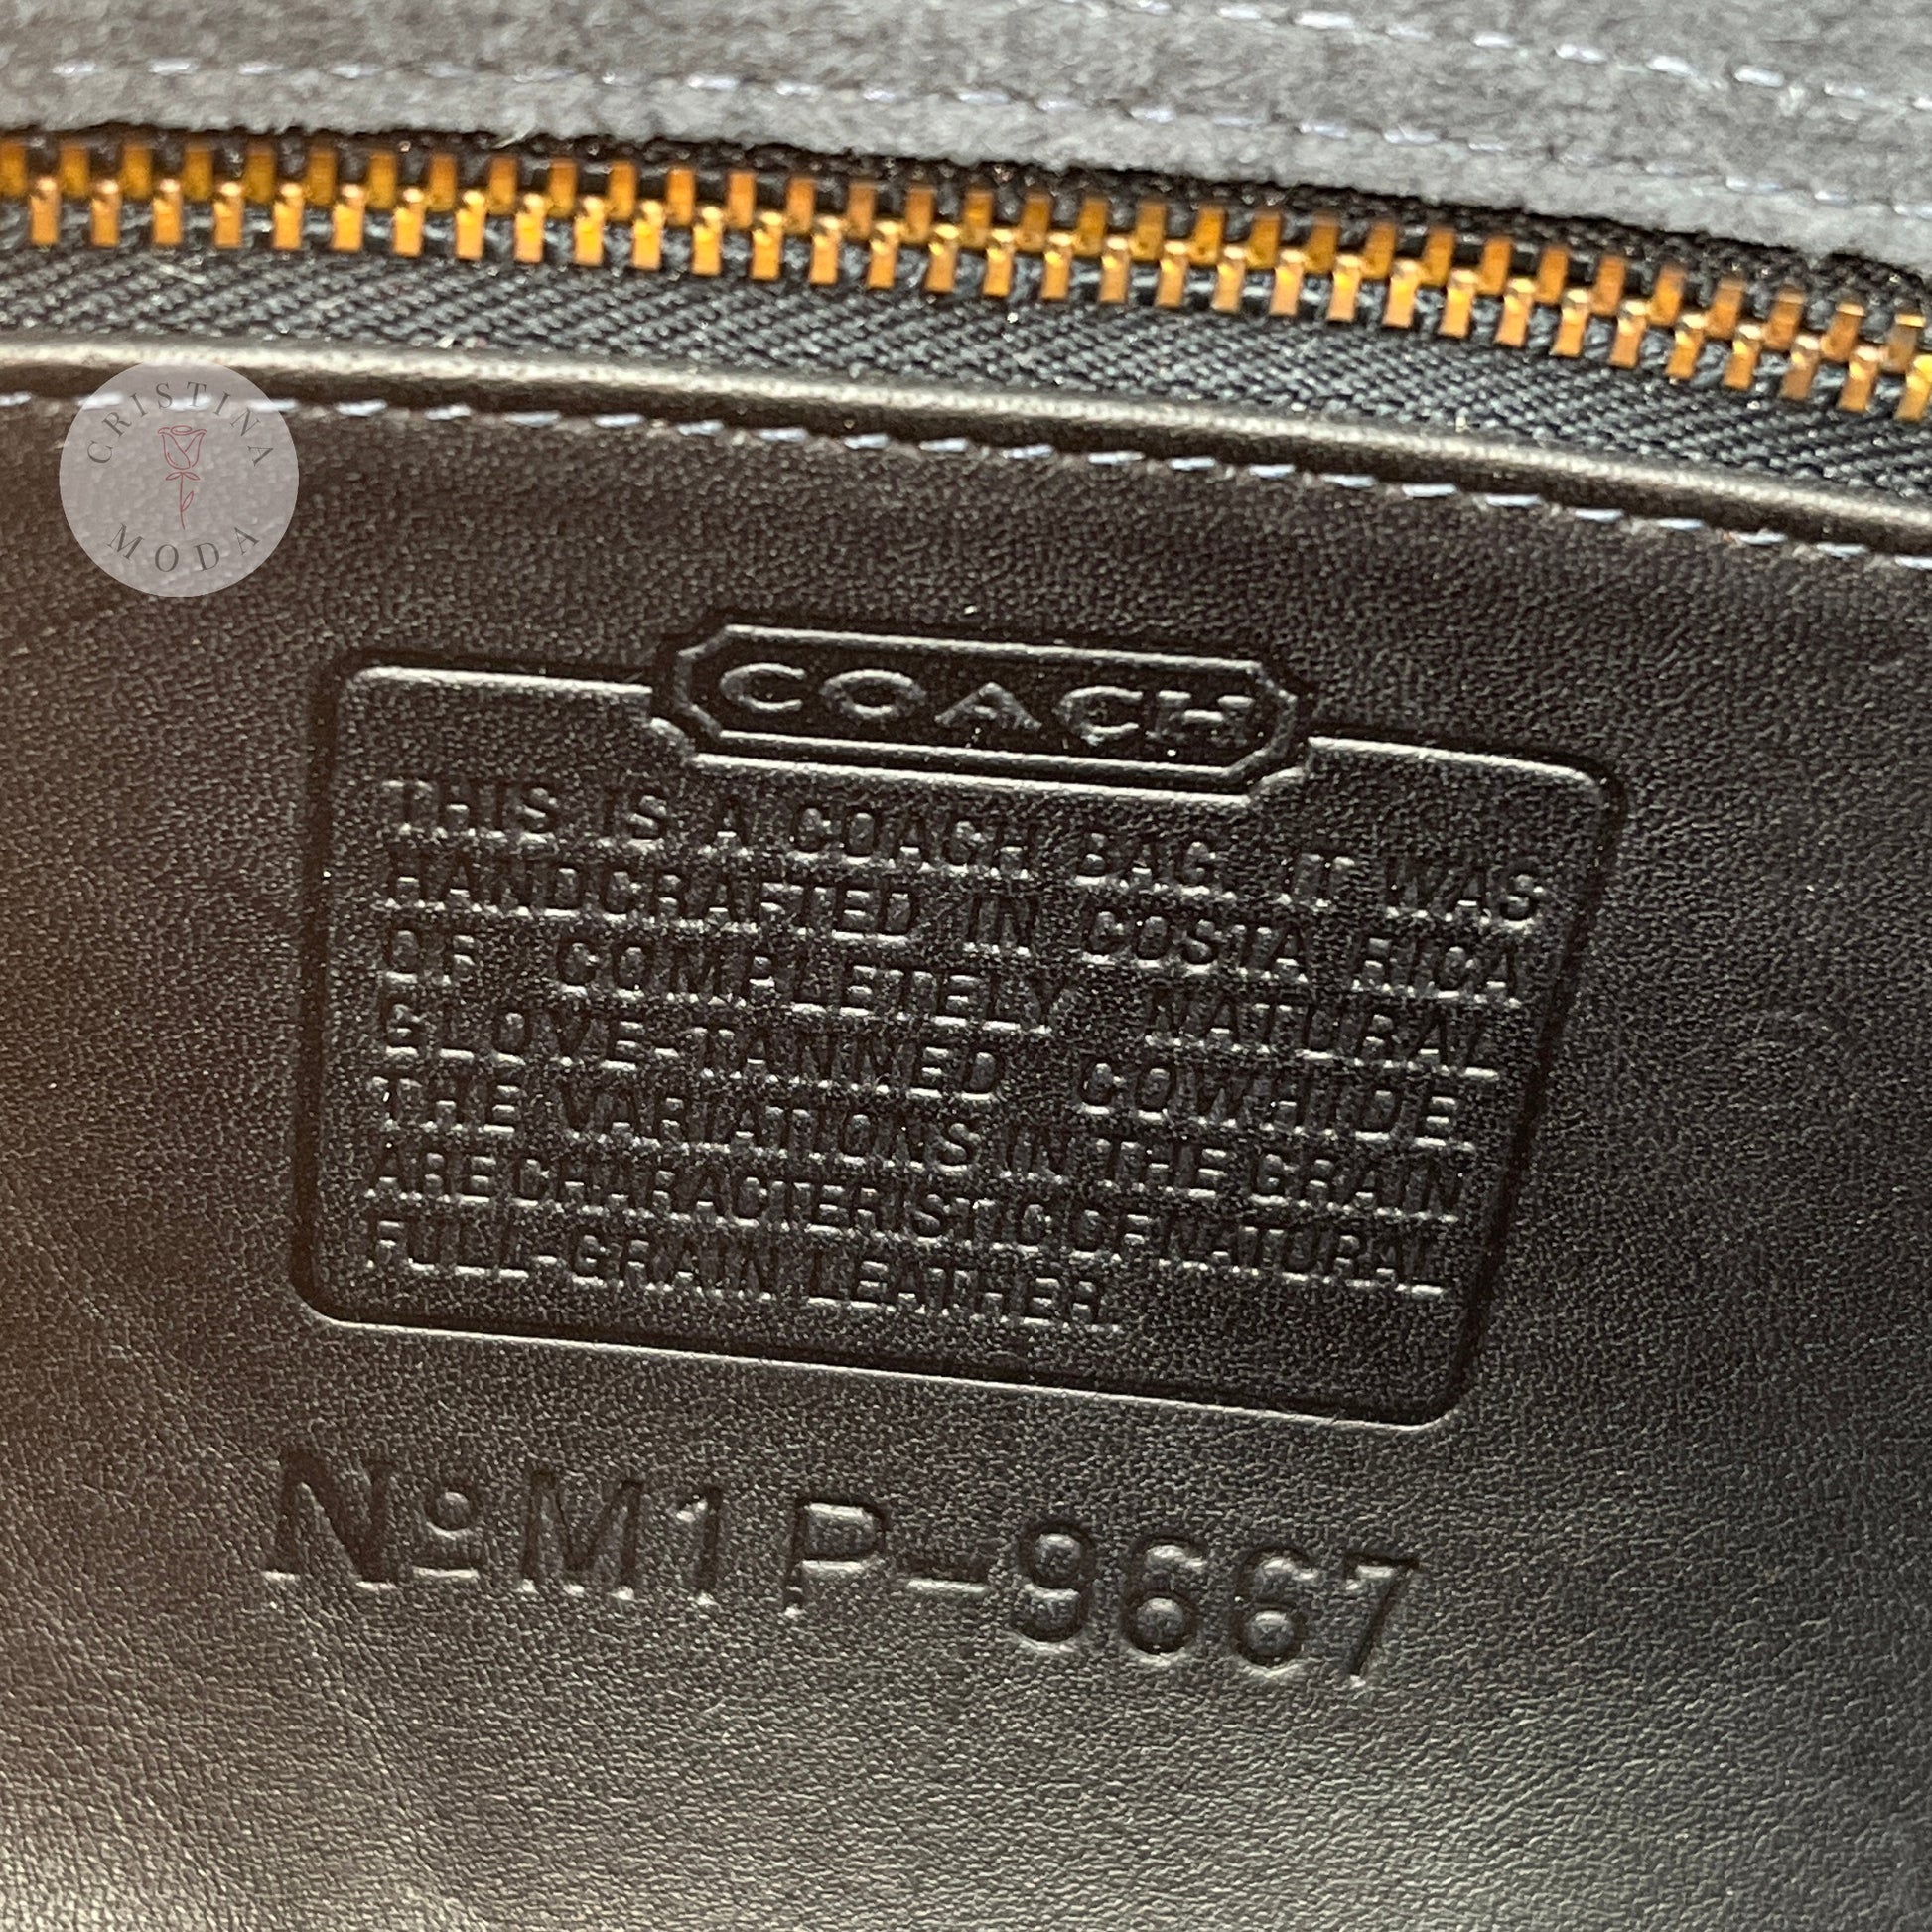 CRISTINA
MODA
COACH
THIS IS A COACH BAG. IT WAS
HANDCRAFTED IN COSTA RICA
OF COMPLETELY NATURAL
GLOVE-TANNED COWHIDE.
THE VARIATIONS IN THE GRAIN
ARE CHARACTERISTIC OF NATURAL
FULL-GRAIN LEATHER.
Nº M1P-9667